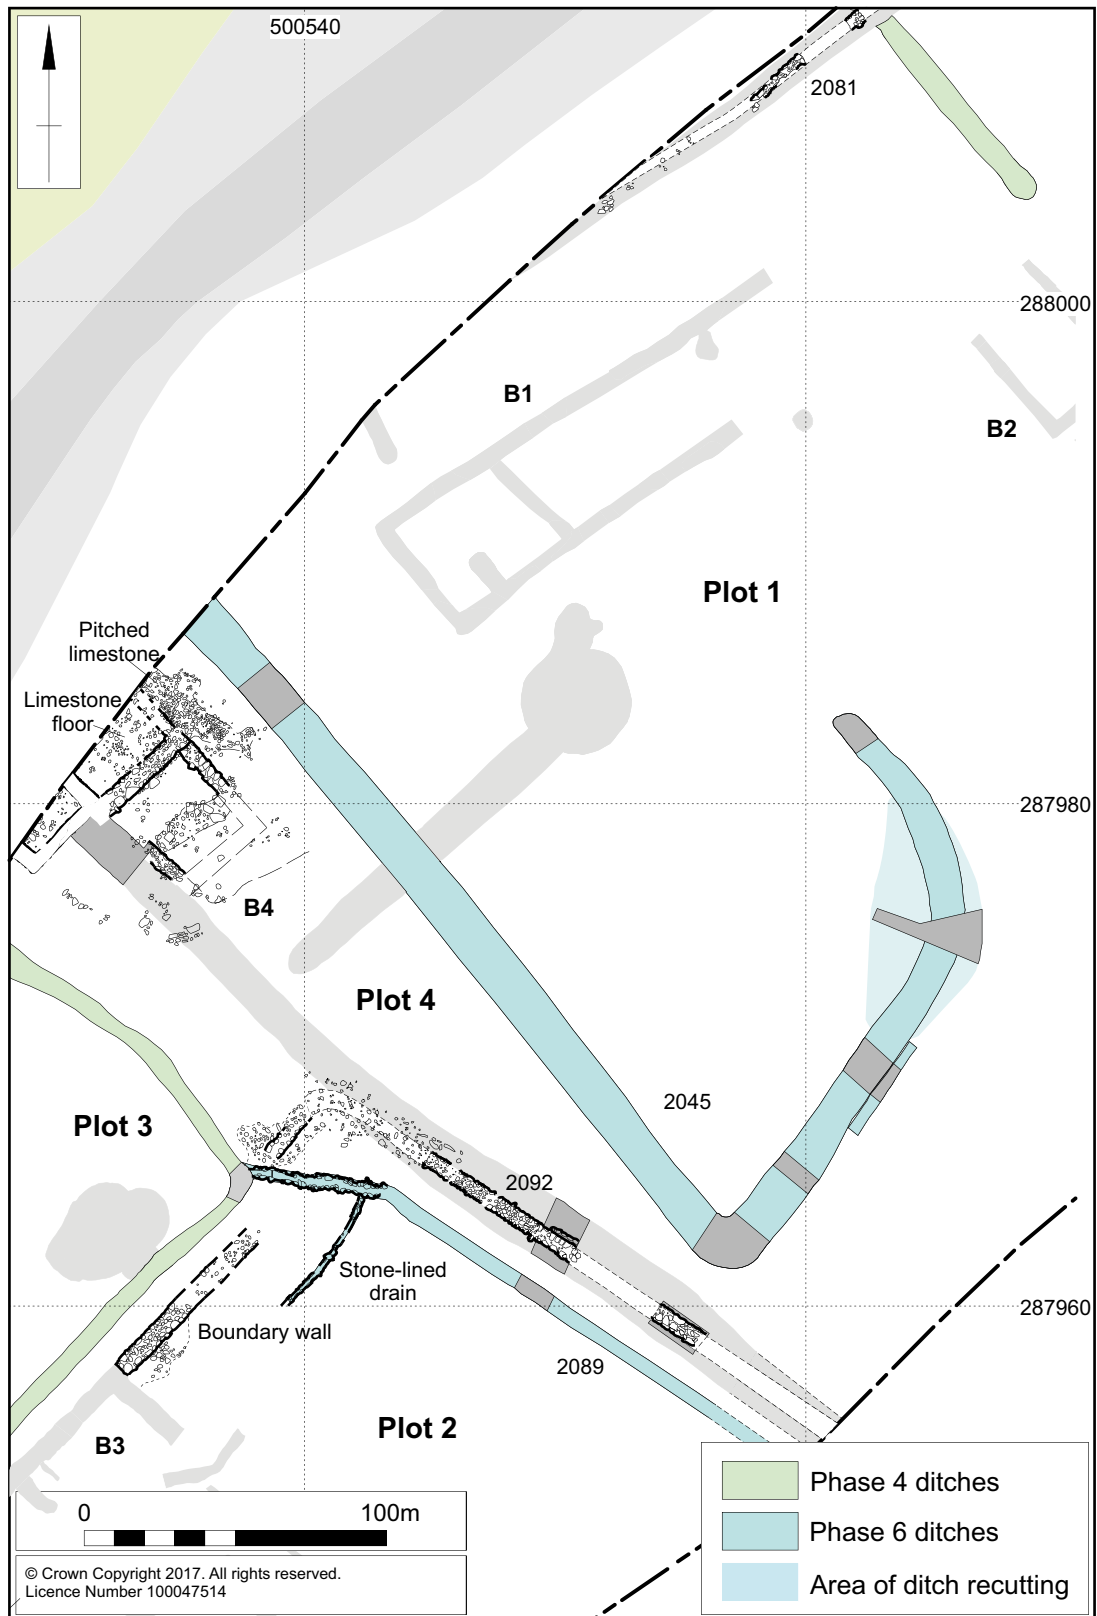 500540
2081
288000
B1
B2
Plot 1
Pitched
limestone
Limestone
floor
287980
B4
Plot 4
2045
Plot 3
2092
Stone-lined
drain
287960
Boundary wall
2089
Plot 2
B3
Phase 4 ditches
Phase 6 ditches
Area of ditch recutting
0 100m
© Crown Copyright 2017. All rights reserved.
Licence Number 100047514